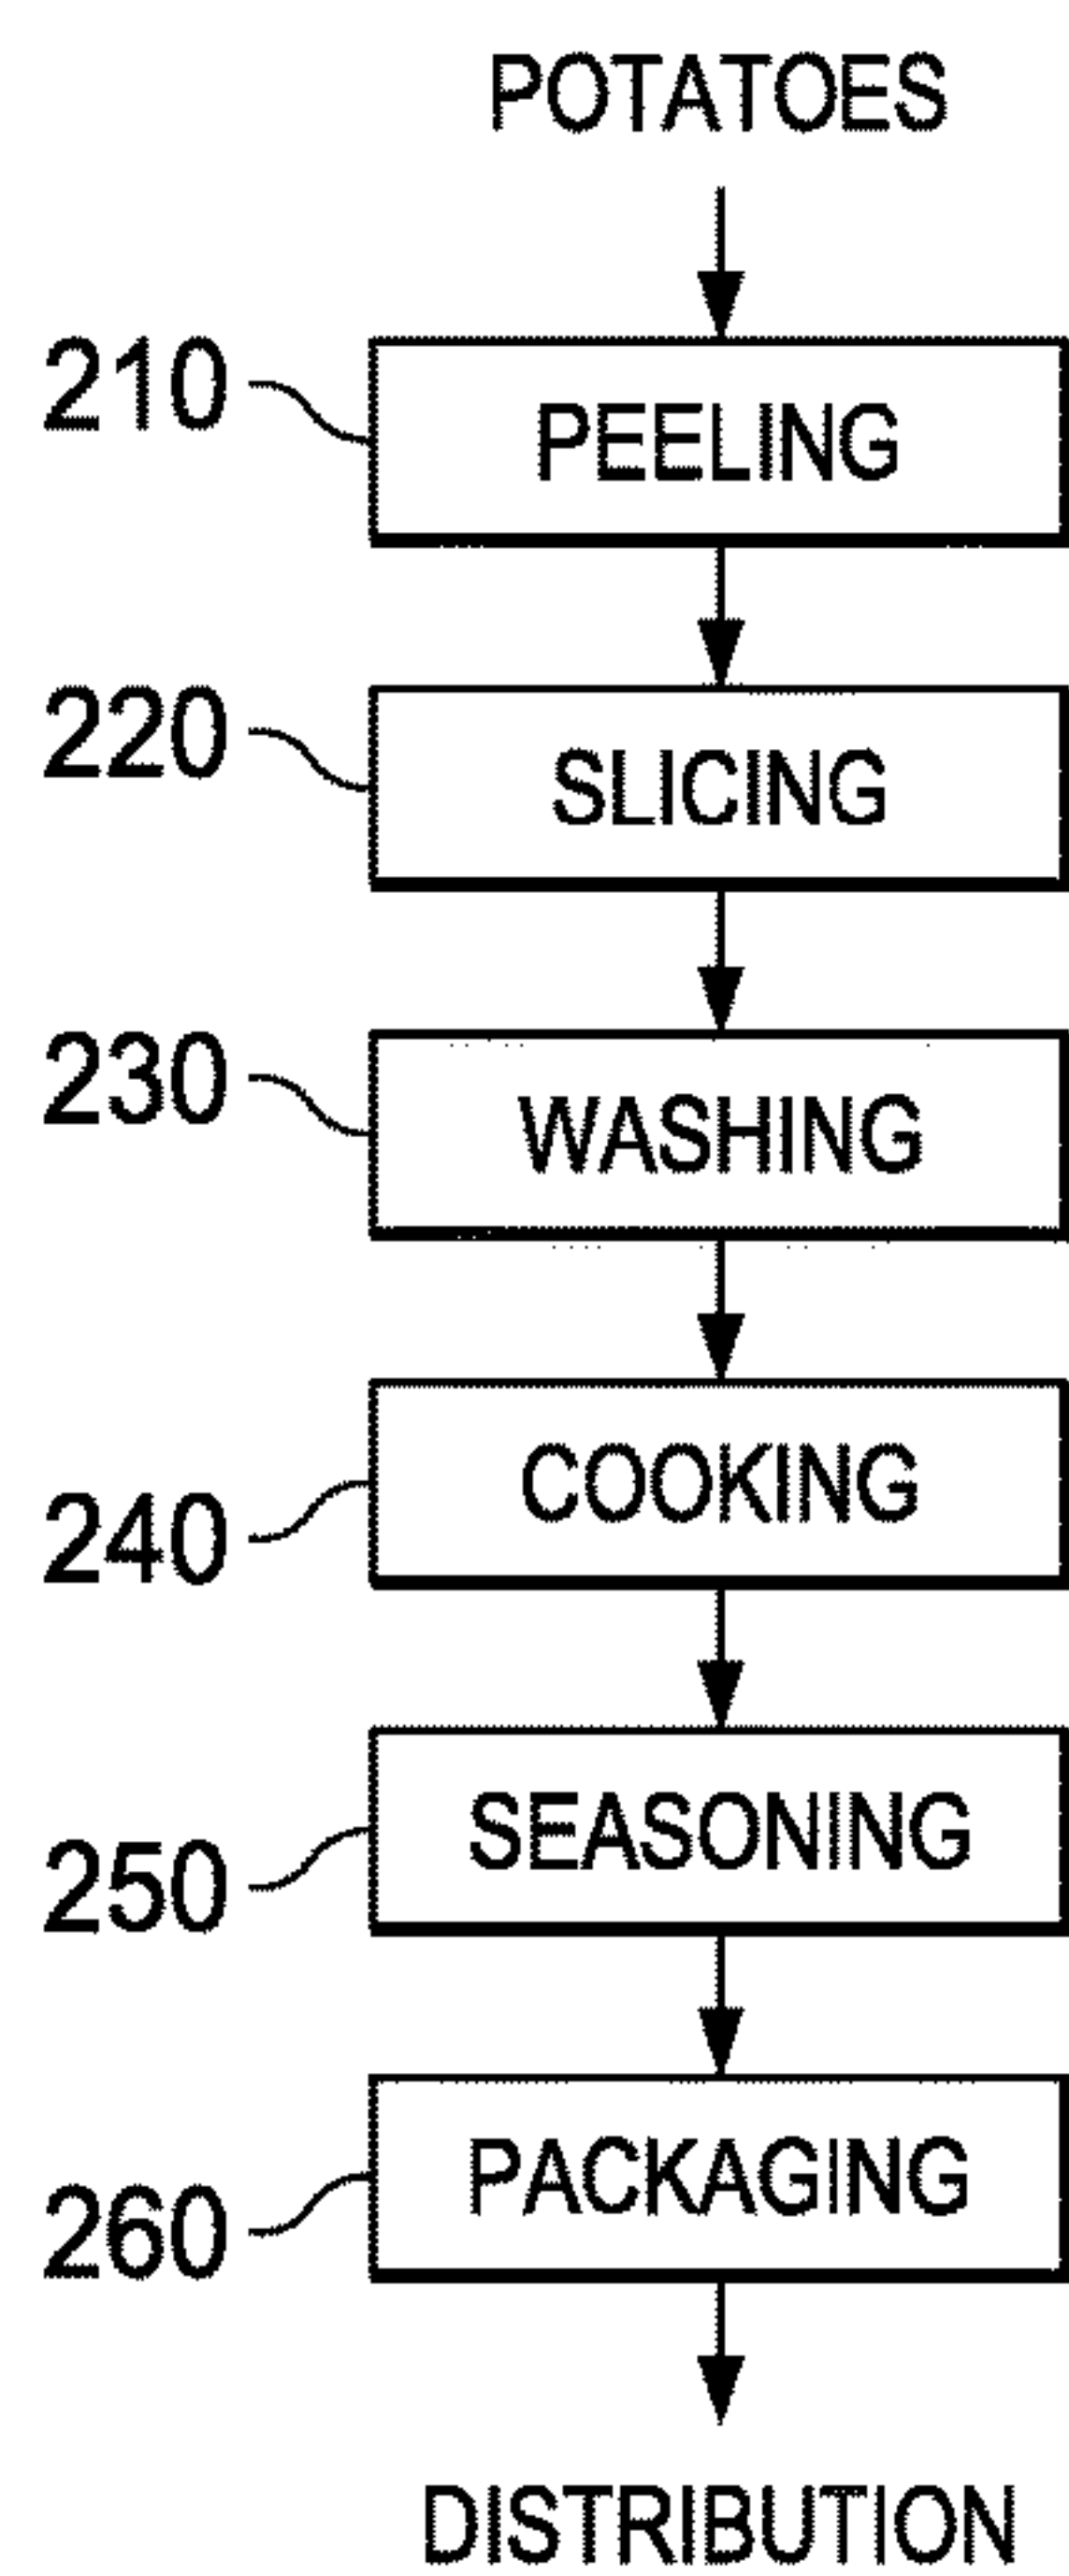 POTATOES
210 PEELING
220 SLICING
230 WASHING
240 COOKING
250 SEASONING
260 PACKAGING
DISTRIBUTION